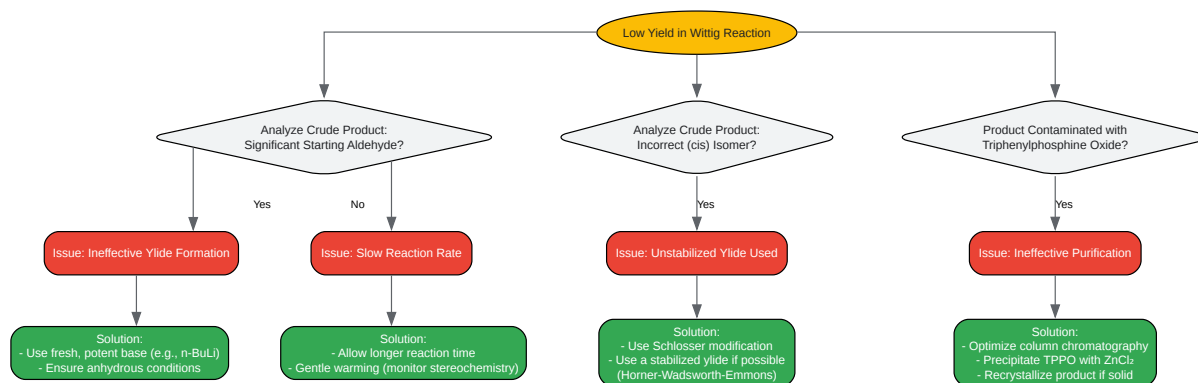 Low Yield in Wittig Reaction
Analyze Crude Product:
Significant Starting Aldehyde?
Analyze Crude Product:
Incorrect (cis) Isomer?
Product Contaminated with
Triphenylphosphine Oxide?
Yes
No
Yes
Yes
Issue: Ineffective Ylide Formation
Issue: Slow Reaction Rate
Issue: Unstabilized Ylide Used
Issue: Ineffective Purification
Solution:
- Use fresh, potent base (e.g., n-BuLi)
- Ensure anhydrous conditions
Solution:
- Allow longer reaction time
- Gentle warming (monitor stereochemistry)
Solution:
- Use Schlosser modification
- Use a stabilized ylide if possible
(Horner-Wadsworth-Emmons)
Solution:
- Optimize column chromatography
- Precipitate TPPO with ZnCl₂
- Recrystallize product if solid